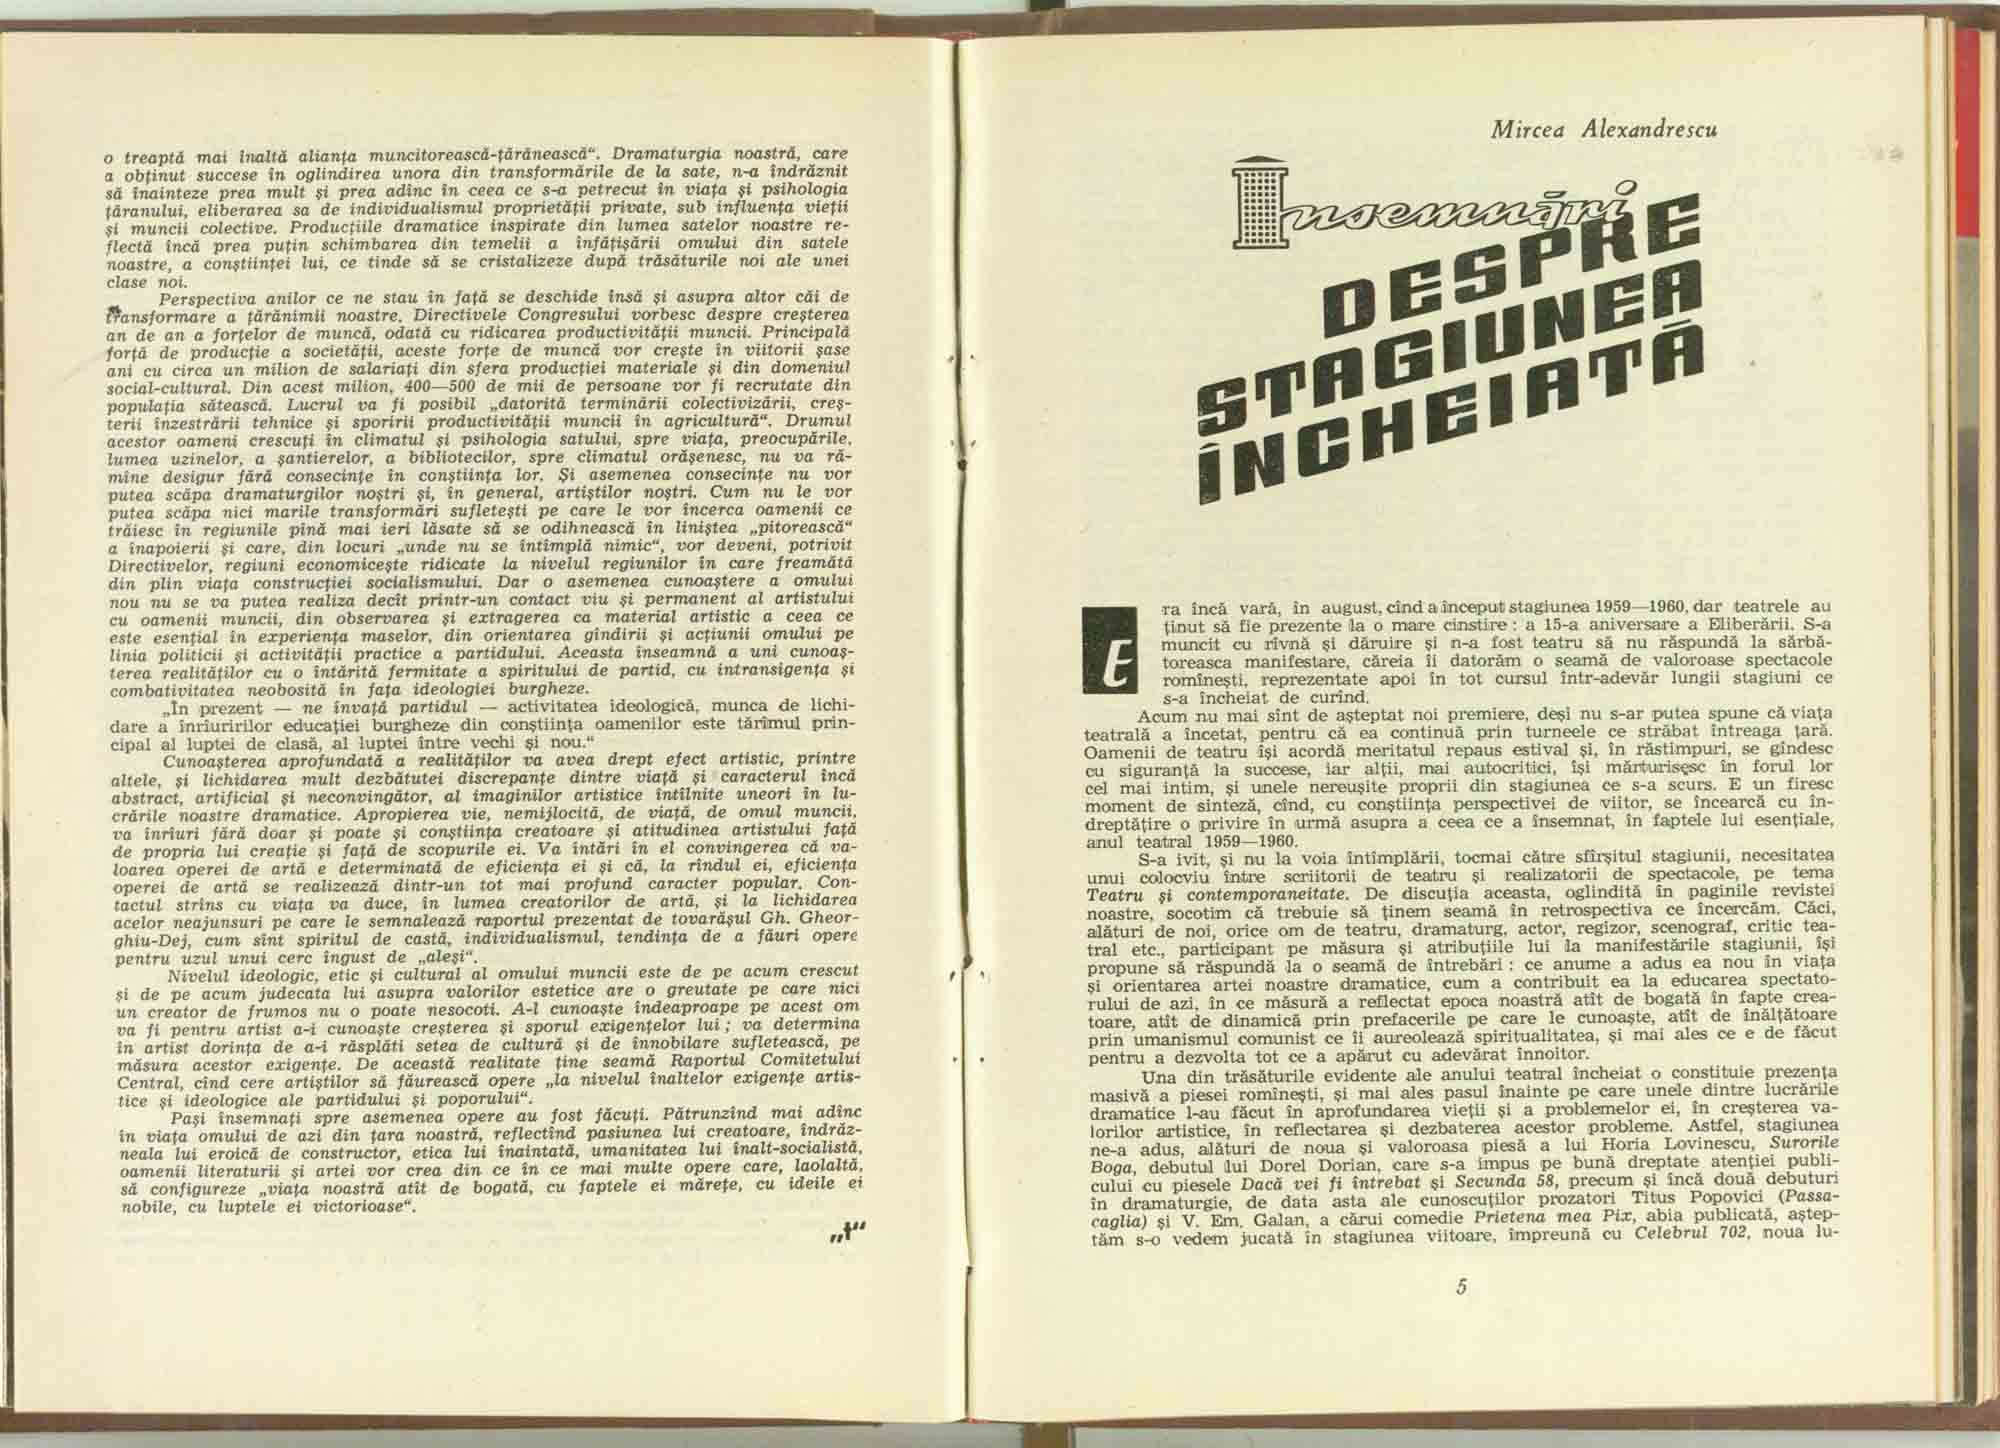 o treaptă mai înaltă alianța muncitorească-țărănească“. Dramaturgia noastră, care
a obținut succese în oglindirea unora din transformările de la sate, n-a îndrăznit
să înainteze prea mult și prea adînc în ceea ce s-a petrecut în viața și psihologia
țăranului, eliberarea sa de individualismul proprietății private, sub influența vieții
și muncii colective. Producțiile dramatice inspirate din lumea satelor noastre re-
flectă încă prea puțin schimbarea din temelii a înfățișării omului din satele
noastre, a conștiinței lui, ce tinde să se cristalizeze după trăsăturile noi ale unei
clase noi.
Perspectiva anilor ce ne stau în față se deschide însă și asupra altor căi de
transformare a țărănimii noastre. Directivele Congresului vorbesc despre creșterea
an de an a forțelor de muncă, odată cu ridicarea productivității muncii. Principală
forță de producție a societății, aceste forțe de muncă vor crește în viitorii șase
ani cu circa un milion de salariați din sfera producției materiale și din domeniul
social-cultural. Din acest milion, 400—500 de mii de persoane vor fi recrutate din
populația sătească. Lucrul va fi posibil „datorită terminării colectivizării, creș-
terii înzestrării tehnice și sporirii productivității muncii în agricultură“. Drumul
acestor oameni crescuți în climatul și psihologia satului, spre viața, preocupările,
lumea uzinelor, a șantierelor, a bibliotecilor, spre climatul orășenesc, nu va ră-
mîne desigur fără consecințe în conștiința lor. Și asemenea consecințe nu vor
putea scăpa dramaturgilor noștri și, în general, artiștilor noștri. Cum nu le vor
putea scăpa nici marile transformări sufletești pe care le vor încerca oamenii ce
trăiesc în regiunile pînă mai ieri lăsate să se odihnească în liniștea „pitorească“
a înapoierii și care, din locuri „unde nu se întîmplă nimic“, vor deveni, potrivit
Directivelor, regiuni economicește ridicate la nivelul regiunilor în care freamătă
din plin viața construcției socialismului. Dar o asemenea cunoaștere a omului
nou nu se va putea realiza decît printr-un contact viu și permanent al artistului
cu oamenii muncii, din observarea și extragerea ca material artistic a ceea ce
este esențial în experiența maselor, din orientarea gîndirii și acțiunii omului pe
linia politicii și activității practice a partidului. Aceasta înseamnă a uni cunoaș-
terea realităților cu o întărită fermitate a spiritului de partid, cu intransigența și
combativitatea neobosită în fața ideologiei burgheze.
„În prezent — ne învață partidul — activitatea ideologică, munca de lichi-
dare a înrîuririlor educației burgheze din conștiința oamenilor este tărîmul prin-
cipal al luptei de clasă, al luptei între vechi și nou.“
Cunoașterea aprofundată a realităților va avea drept efect artistic, printre
altele, și lichidarea mult dezbătutei discrepanțe dintre viață și caracterul încă
abstract, artificial și neconvingător, al imaginilor artistice întîlnite uneori în lu-
crările noastre dramatice. Apropierea vie, nemijlocită, de viață, de omul muncii,
va înrîuri fără doar și poate și conștiința creatoare și atitudinea artistului față
de propria lui creație și față de scopurile ei. Va întări în el convingerea că va-
loarea operei de artă e determinată de eficiența ei și că, la rîndul ei, eficiența
operei de artă se realizează dintr-un tot mai profund caracter popular. Con-
tactul strîns cu viața va duce, în lumea creatorilor de artă, și la lichidarea
acelor neajunsuri pe care le semnalează raportul prezentat de tovarășul Gh. Gheor-
ghiu-Dej, cum sînt spiritul de castă, individualismul, tendința de a făuri opere
pentru uzul unui cerc îngust de „aleși“.
Nivelul ideologic, etic și cultural al omului muncii este de pe acum crescut
și de pe acum judecata lui asupra valorilor estetice are o greutate pe care nici
un creator de frumos nu o poate nesocoti. A-l cunoaște îndeaproape pe acest om
va fi pentru artist a-i cunoaște creșterea și sporul exigențelor lui ; va determina
în artist dorința de a-i răsplăti setea de cultură și de înnobilare sufletească, pe
măsura acestor exigențe. De această realitate ține seamă Raportul Comitetului
Central, cînd cere artiștilor să făurească opere „la nivelul înaltelor exigențe artis-
tice și ideologice ale partidului și poporului“.
Pași însemnați spre asemenea opere au fost făcuți. Pătrunzînd mai adînc
în viața omului de azi din țara noastră, reflectînd pasiunea lui creatoare, îndrăz-
neala lui eroică de constructor, etica lui înaintată, umanitatea lui înalt-socialistă,
oamenii literaturii și artei vor crea din ce în ce mai multe opere care, laolaltă,
să configureze „viața noastră atît de bogată, cu faptele ei mărețe, cu ideile ei
nobile, cu luptele ei victorioase“.
„t“
Mircea Alexandrescu
Însemnări
DESPRE
STAGIUNEA
ÎNCHEIATĂ
Era încă vară, în august, cînd a început stagiunea 1959—1960, dar teatrele au
ținut să fie prezente la o mare cinstire : a 15-a aniversare a Eliberării. S-a
muncit cu rîvnă și dăruire și n-a fost teatru să nu răspundă la sărbă-
toreasca manifestare, căreia îi datorăm o seamă de valoroase spectacole
romînești, reprezentate apoi în tot cursul într-adevăr lungii stagiuni ce
s-a încheiat de curînd.
Acum nu mai sînt de așteptat noi premiere, deși nu s-ar putea spune că viața
teatrală a încetat, pentru că ea continuă prin turneele ce străbat întreaga țară.
Oamenii de teatru își acordă meritatul repaus estival și, în răstimpuri, se gîndesc
cu siguranță la succese, iar alții, mai autocritici, își mărturisesc în forul lor
cel mai intim, și unele nereușite proprii din stagiunea ce s-a scurs. E un firesc
moment de sinteză, cînd, cu conștiința perspectivei de viitor, se încearcă cu în-
dreptățire o privire în urmă asupra a ceea ce a însemnat, în faptele lui esențiale,
anul teatral 1959—1960.
S-a ivit, și nu la voia întîmplării, tocmai către sfîrșitul stagiunii, necesitatea
unui colocviu între scriitorii de teatru și realizatorii de spectacole, pe tema
Teatru și contemporaneitate. De discuția aceasta, oglindită în paginile revistei
noastre, socotim că trebuie să ținem seamă în retrospectiva ce încercăm. Căci,
alături de noi, orice om de teatru, dramaturg, actor, regizor, scenograf, critic tea-
tral etc., participant pe măsura și atribuțiile lui la manifestările stagiunii, își
propune să răspundă la o seamă de întrebări : ce anume a adus ea nou în viața
și orientarea artei noastre dramatice, cum a contribuit ea la educarea spectato-
rului de azi, în ce măsură a reflectat epoca noastră atît de bogată în fapte crea-
toare, atît de dinamică prin prefacerile pe care le cunoaște, atît de înălțătoare
prin umanismul comunist ce îi aureolează spiritualitatea, și mai ales ce e de făcut
pentru a dezvolta tot ce a apărut cu adevărat înnoitor.
Una din trăsăturile evidente ale anului teatral încheiat o constituie prezența
masivă a piesei romînești, și mai ales pasul înainte pe care unele dintre lucrările
dramatice l-au făcut în aprofundarea vieții și a problemelor ei, în creșterea va-
lorilor artistice, în reflectarea și dezbaterea acestor probleme. Astfel, stagiunea
ne-a adus, alături de noua și valoroasa piesă a lui Horia Lovinescu, Surorile
Boga, debutul lui Dorel Dorian, care s-a impus pe bună dreptate atenției publi-
cului cu piesele Dacă vei fi întrebat și Secunda 58, precum și încă două debuturi
în dramaturgie, de data asta ale cunoscuților prozatori Titus Popovici (Passa-
caglia) și V. Em. Galan, a cărui comedie Prietena mea Pix, abia publicată, aștep-
tăm s-o vedem jucată în stagiunea viitoare, împreună cu Celebrul 702, noua lu-
5